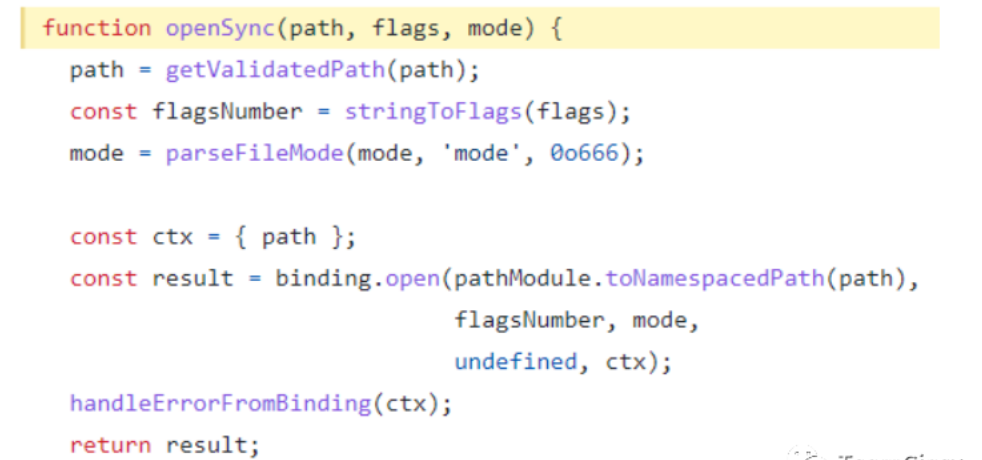 function openSync(path, flags, mode) {
path = getValidatedPath(path);
const flagsNumber = stringToFlags(flags);
mode = parseFileMode(mode, 'mode', 0o666);
const ctx = { path };
const result = binding.open(pathModule.toNamespacedPath(path),
flagsNumber, mode,
undefined, ctx);
handleErrorFromBinding(ctx);
return result;